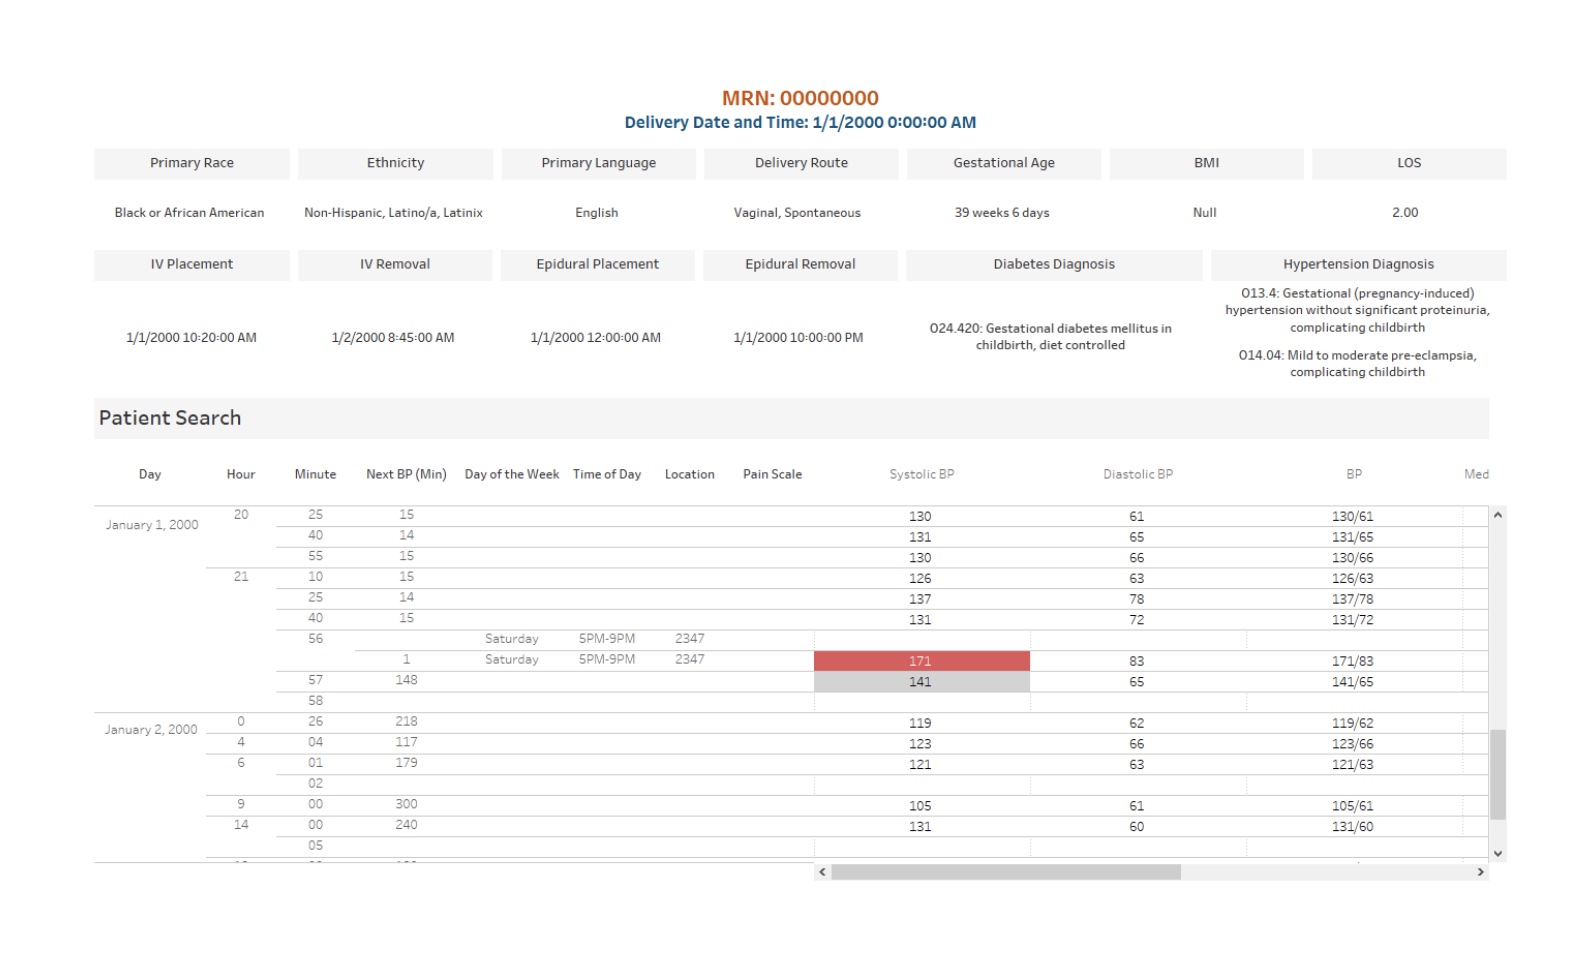 MRN: 00000000
Delivery Date and Time: 1/1/2000 0:00:00 AM
Primary Race Ethnicity Primary Language Delivery Route Gestational Age BMI LOS
Black or African American Non-Hispanic, Latino/a, Latinix English Vaginal, Spontaneous 39 weeks 6 days Null 2.00
IV Placement IV Removal Epidural Placement Epidural Removal Diabetes Diagnosis Hypertension Diagnosis
1/1/2000 10:20:00 AM 1/2/2000 8:45:00 AM 1/1/2000 12:00:00 AM 1/1/2000 10:00:00 PM
O24.420: Gestational diabetes mellitus in
childbirth, diet controlled
O13.4: Gestational (pregnancy-induced)
hypertension without significant proteinuria,
complicating childbirth
O14.04: Mild to moderate pre-eclampsia,
complicating childbirth
Patient Search
Day Hour Minute Next BP (Min) Day of the Week Time of Day Location Pain Scale Systolic BP Diastolic BP BP Med
January 1, 2000 20 25 15 130 61 130/61
40 14 131 65 131/65
55 15 130 66 130/66
21 10 15 126 63 126/63
25 14 137 78 137/78
40 15 131 72 131/72
56 Saturday 5PM-9PM 2347
1 Saturday 5PM-9PM 2347 171 83 171/83
57 148 141 65 141/65
58
January 2, 2000 0 26 218 119 62 119/62
4 04 117 123 66 123/66
6 01 179 121 63 121/63
02
9 00 300 105 61 105/61
14 00 240 131 60 131/60
05